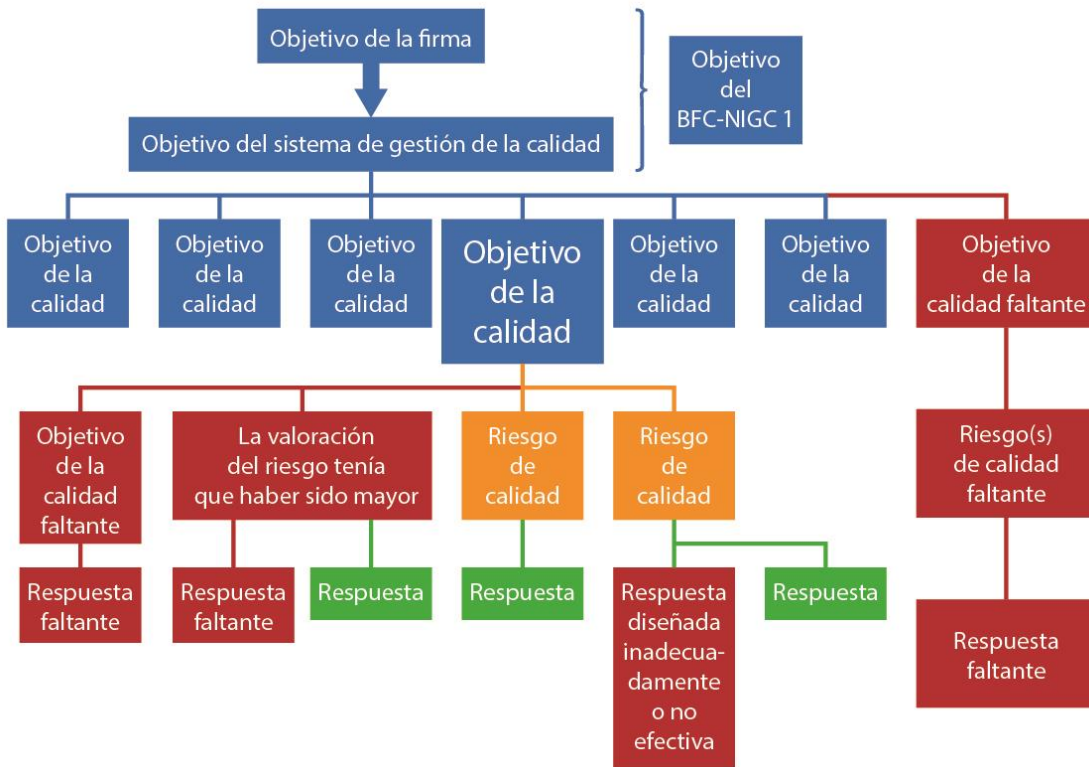 Objetivo de la firma
Objetivo
del
BFC-NIGC 1
Objetivo del sistema de gestión de la calidad
Objetivo
de la
calidad
Objetivo
de la
calidad
Objetivo
de la
calidad
Objetivo
de la
calidad
Objetivo
de la
calidad
Objetivo
de la
calidad
Objetivo
de la
calidad faltante
Objetivo
de la
calidad
faltante
La valoración
del riesgo tenía
que haber sido mayor
Riesgo
de
calidad
Riesgo
de
calidad
Riesgo(s)
de calidad
faltante
Respuesta
faltante
Respuesta
faltante
Respuesta
Respuesta
Respuesta
diseñada
inadecua-
damente
o no
efectiva
Respuesta
Respuesta
faltante